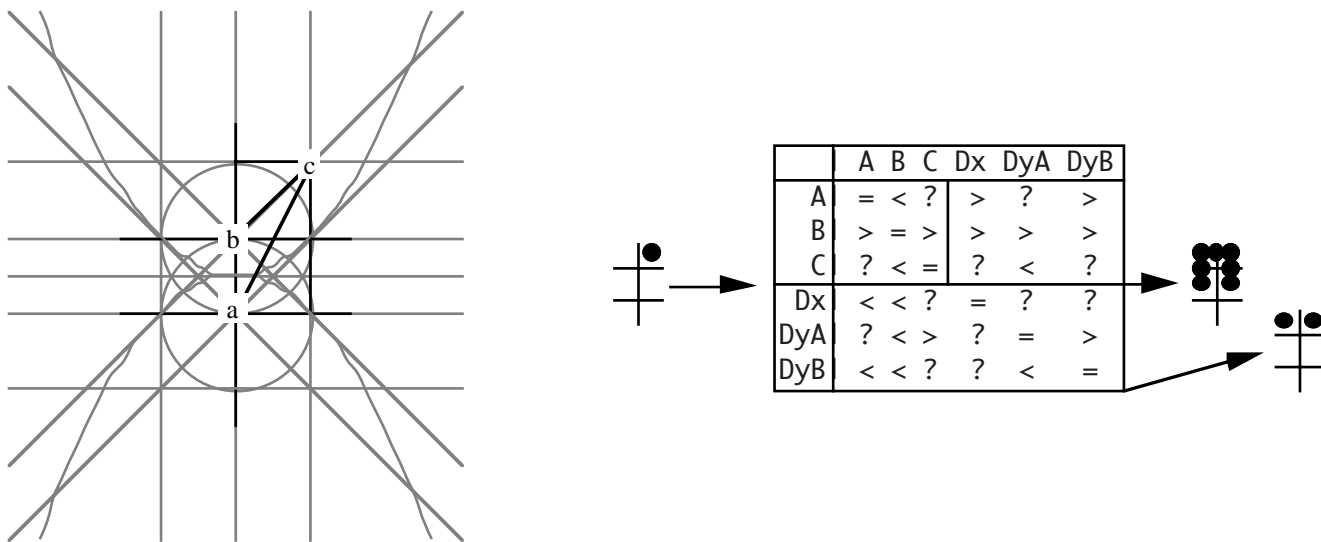 c
b
a
A B C Dx DyA DyB
A = < ? > ? >
B > = > > > >
C ? < = ? < ?
Dx < < ? = ? ?
DyA ? < > ? = >
DyB < < ? ? < =